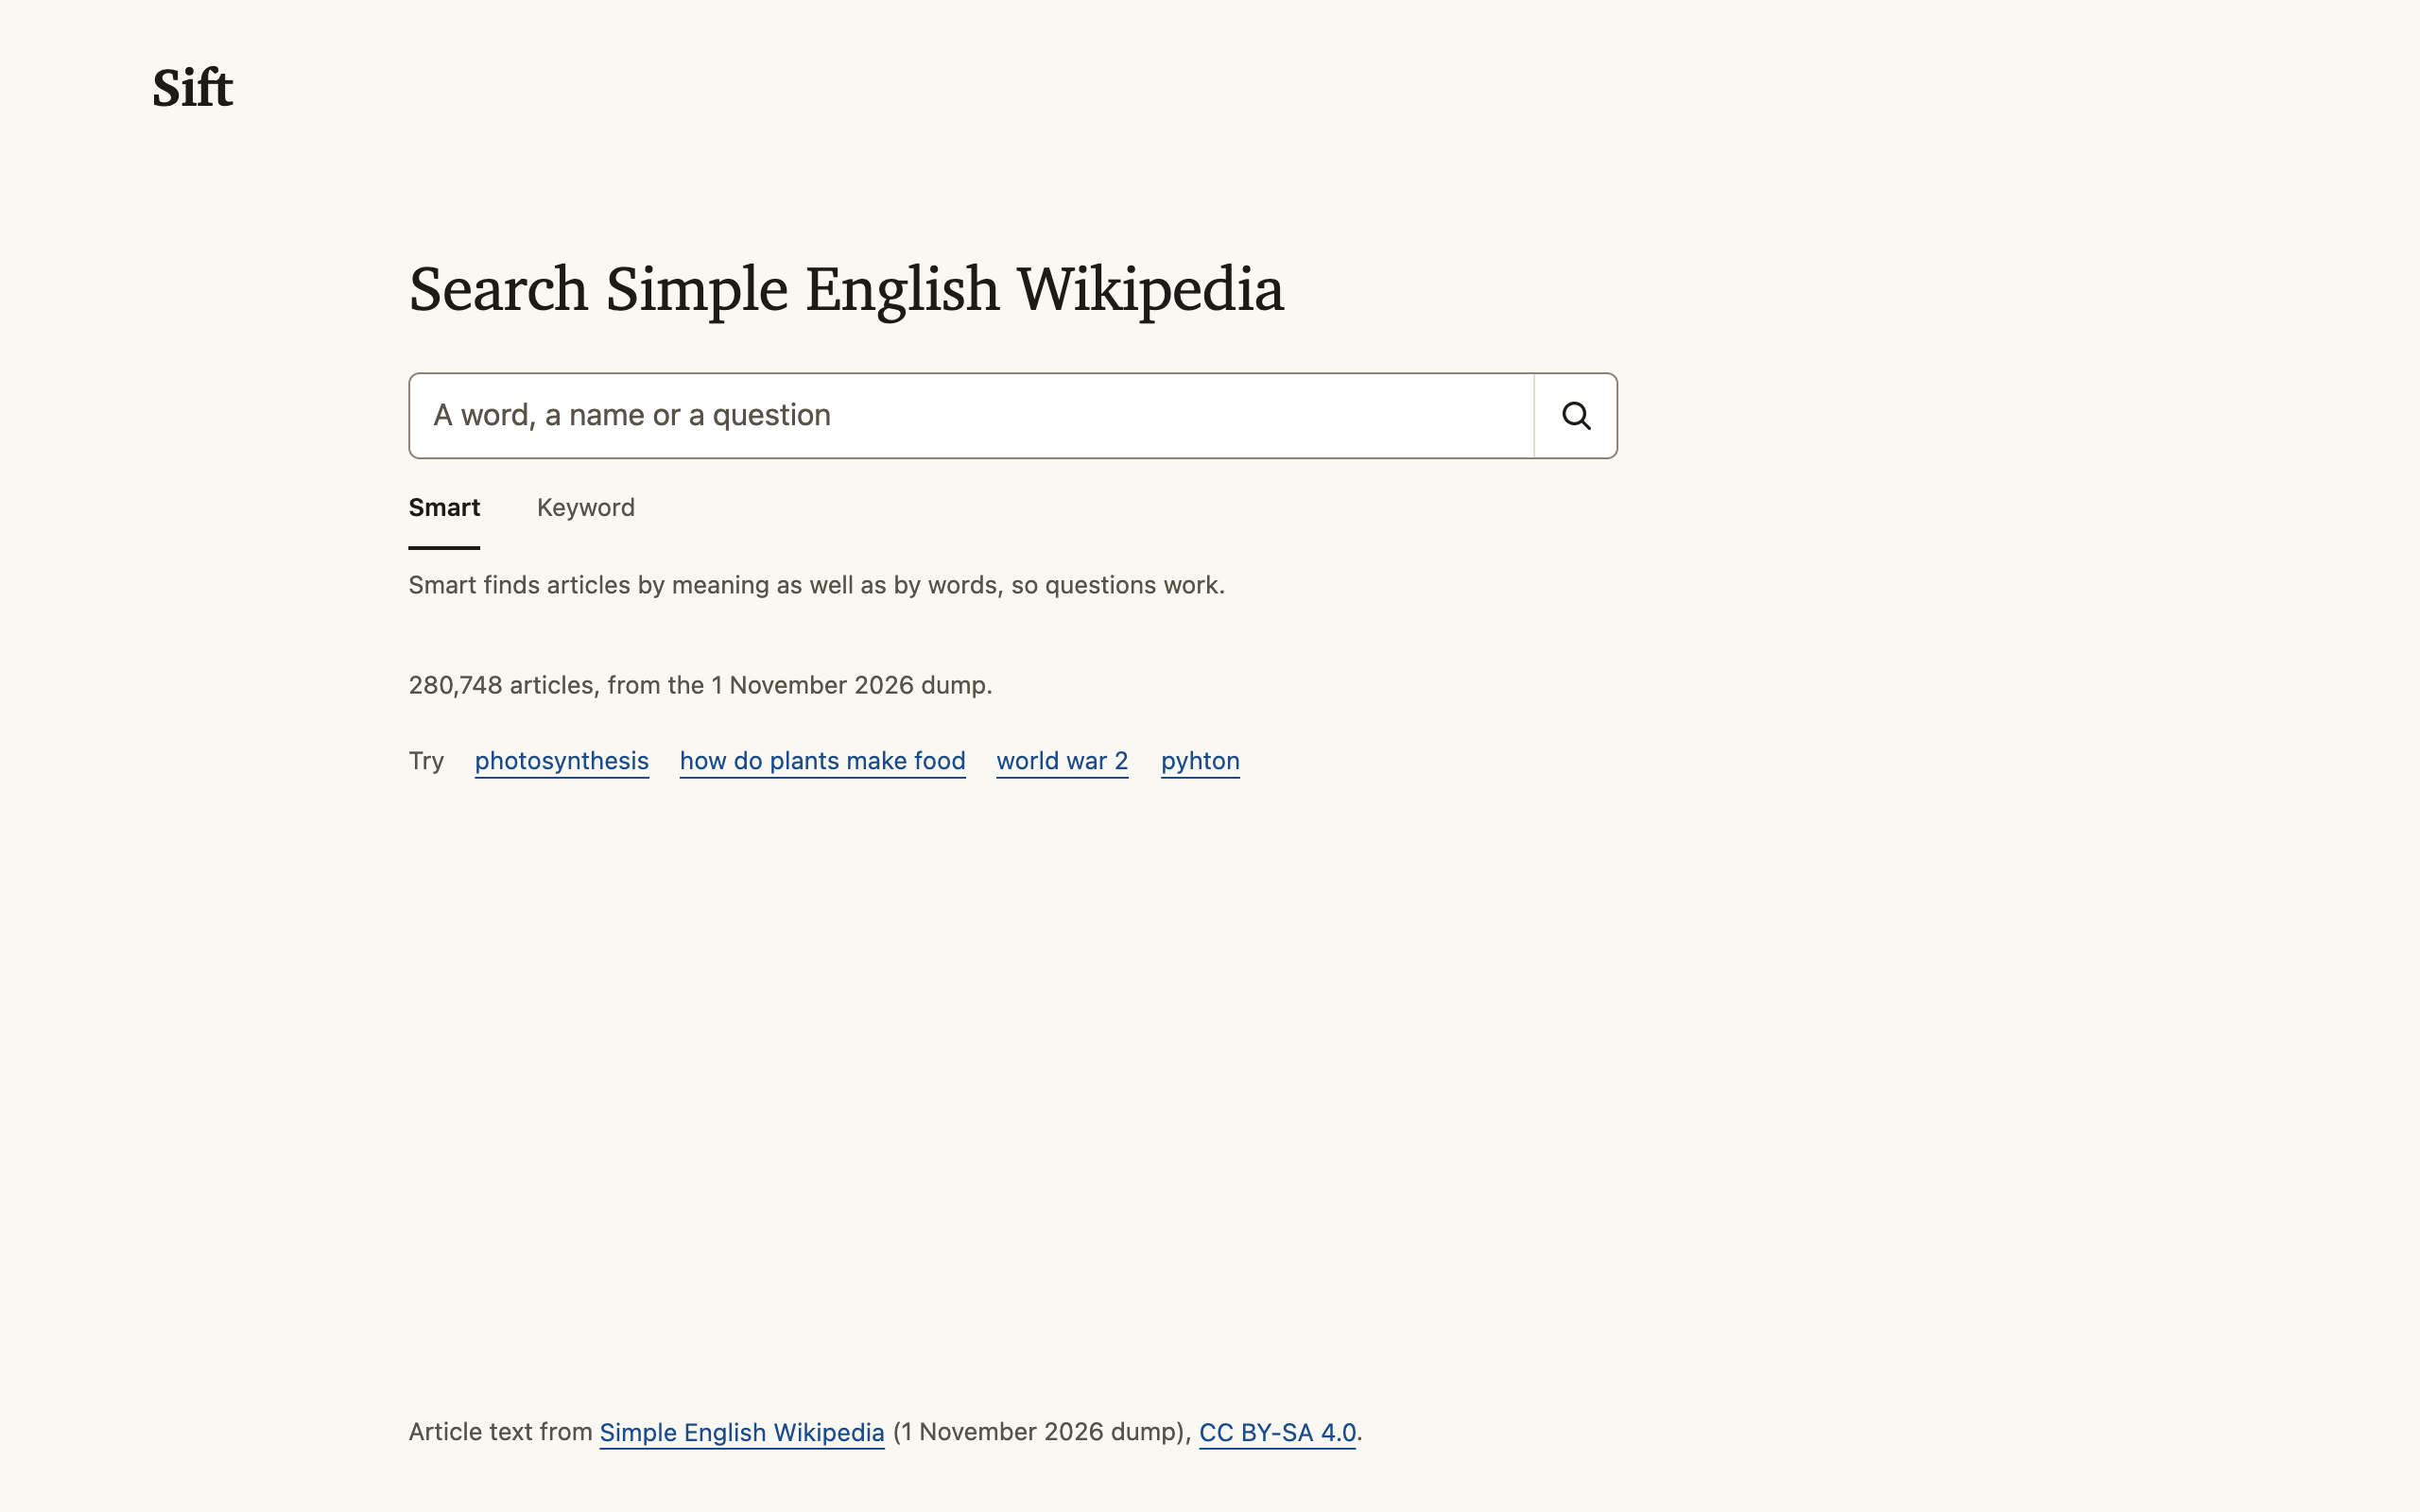 Sift
Search Simple English Wikipedia
A word, a name or a question
Smart Keyword
Smart finds articles by meaning as well as by words, so questions work.
280,748 articles, from the 1 November 2026 dump.
Try photosynthesis how do plants make food world war 2 pyhton
Article text from Simple English Wikipedia (1 November 2026 dump), CC BY-SA 4.0.